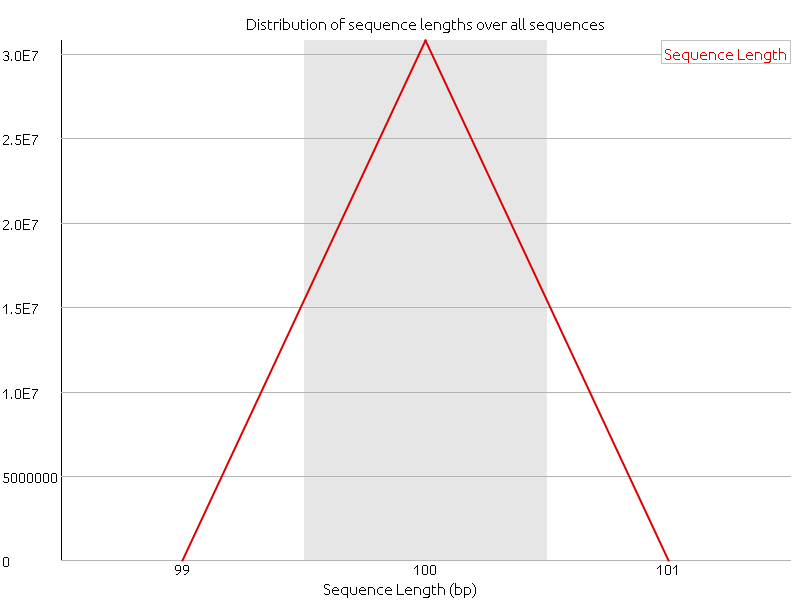 Distribution of sequence lengths over all sequences
Sequence Length
3.0E7
2.5E7
2.0E7
1.5E7
1.0E7
5000000
0
99 100 101
Sequence Length (bp)